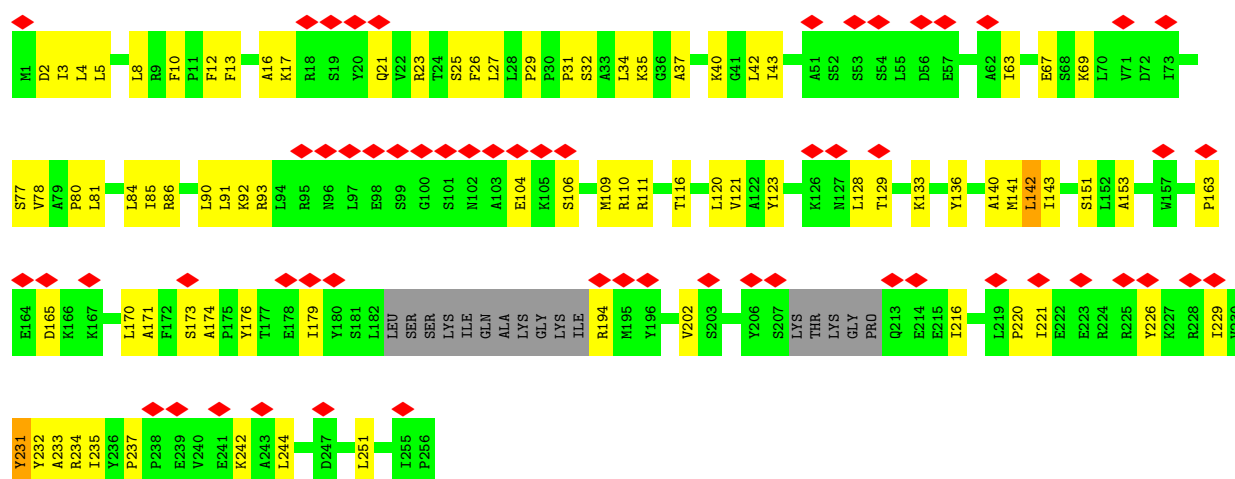 M1 D2 I3 L4 L5 L8 R9 F10 P11 F12 F13 A16 K17 R18 S19 Y20 Q21 V22 R23 T24 S25 F26 L27 L28 P29 P30 P31 S32 A33 L34 K35 G36 A37 K40 G41 L42 I43 A51 S52 S53 S54 L55 D56 E57 A62 I63 E67 S68 K69 L70 V71 D72 I73
S77 V78 A79 P80 L81 L84 I85 R86 L90 L91 K92 R93 L94 R95 N96 L97 E98 S99 G100 S101 N102 A103 E104 K105 S106 M109 R110 R111 T116 L120 V121 A122 Y123 K126 N127 L128 T129 K133 Y136 A140 M141 L142 I143 S151 L152 A153 W157 P163
E164 D165 K166 K167 L170 A171 F172 S173 A174 P175 Y176 T177 E178 I179 Y180 S181 L182 LEU SER SER LYS ILE GLN ALA LYS GLY LYS ILE R194 M195 Y196 V202 S203 Y206 S207 LYS THR LYS GLY PRO Q213 E214 E215 I216 L219 P220 I221 E222 E223 R224 R225 Y226 K227 R228 I229
Y231 Y232 A233 R234 I235 Y236 P237 P238 E239 V240 E241 K242 A243 L244 D247 L251 I255 P256